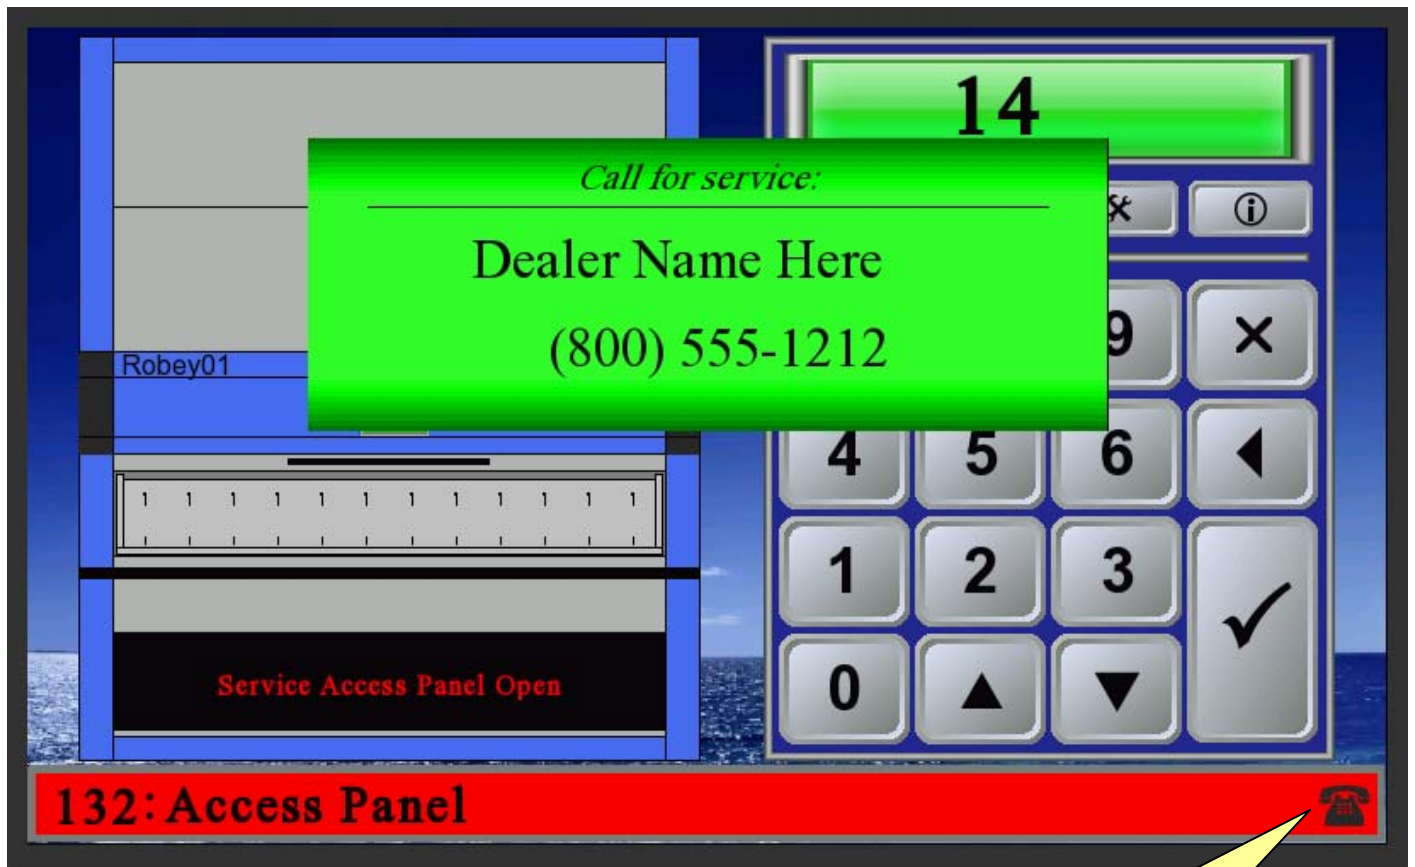 14
Call for service:
Dealer Name Here
(800) 555-1212
9
Robey01
4 5 6
1 1 1 1 1 1 1 1 1 1 1 1
1 2 3
0
Service Access Panel Open
132: Access Panel